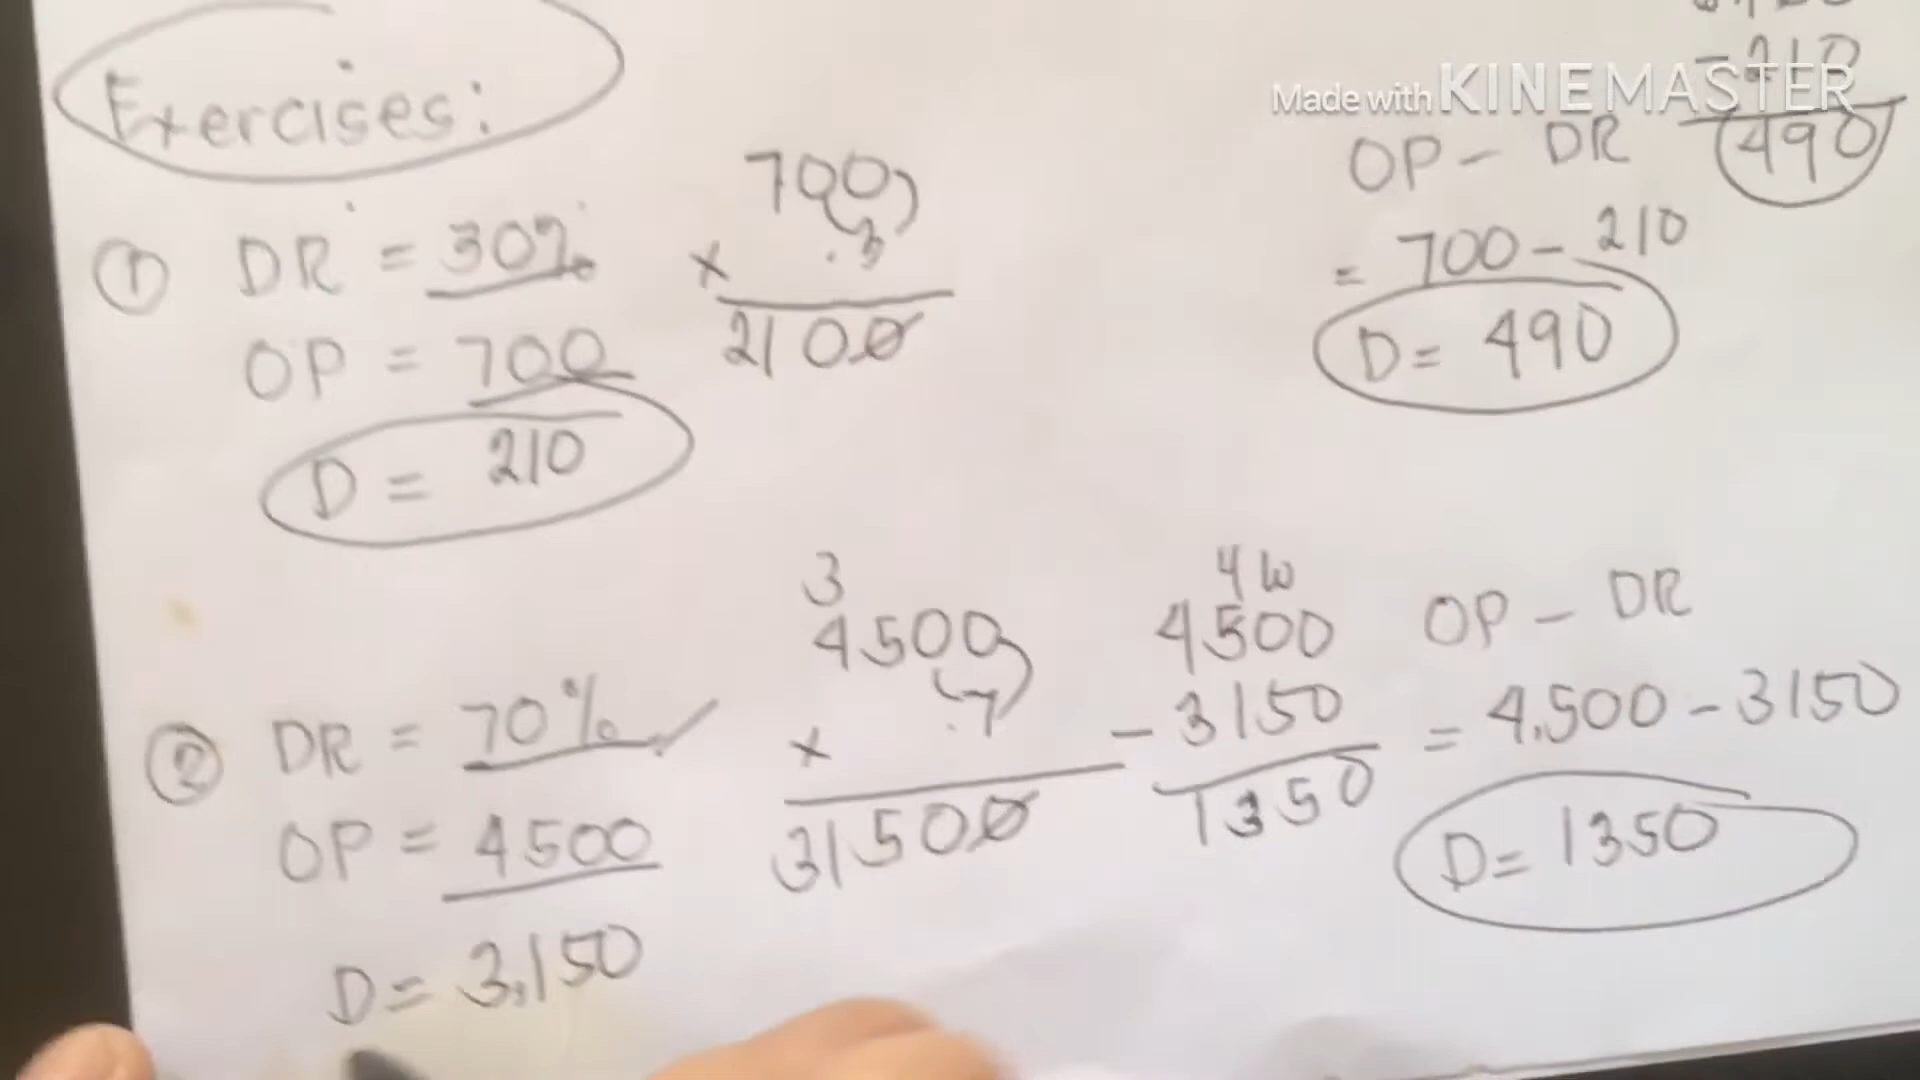 Exercises:
① DR = 30%
OP = 700
D = 210
700
× .3
2100
-210
490
OP - DR
= 700 - 210
D = 490
② DR = 70%
OP = 4500
D = 3,150
3
4500
× .7
31500
4 10
4500
- 3150
1350
OP - DR
= 4,500 - 3150
D = 1350
Made with KINEMASTER